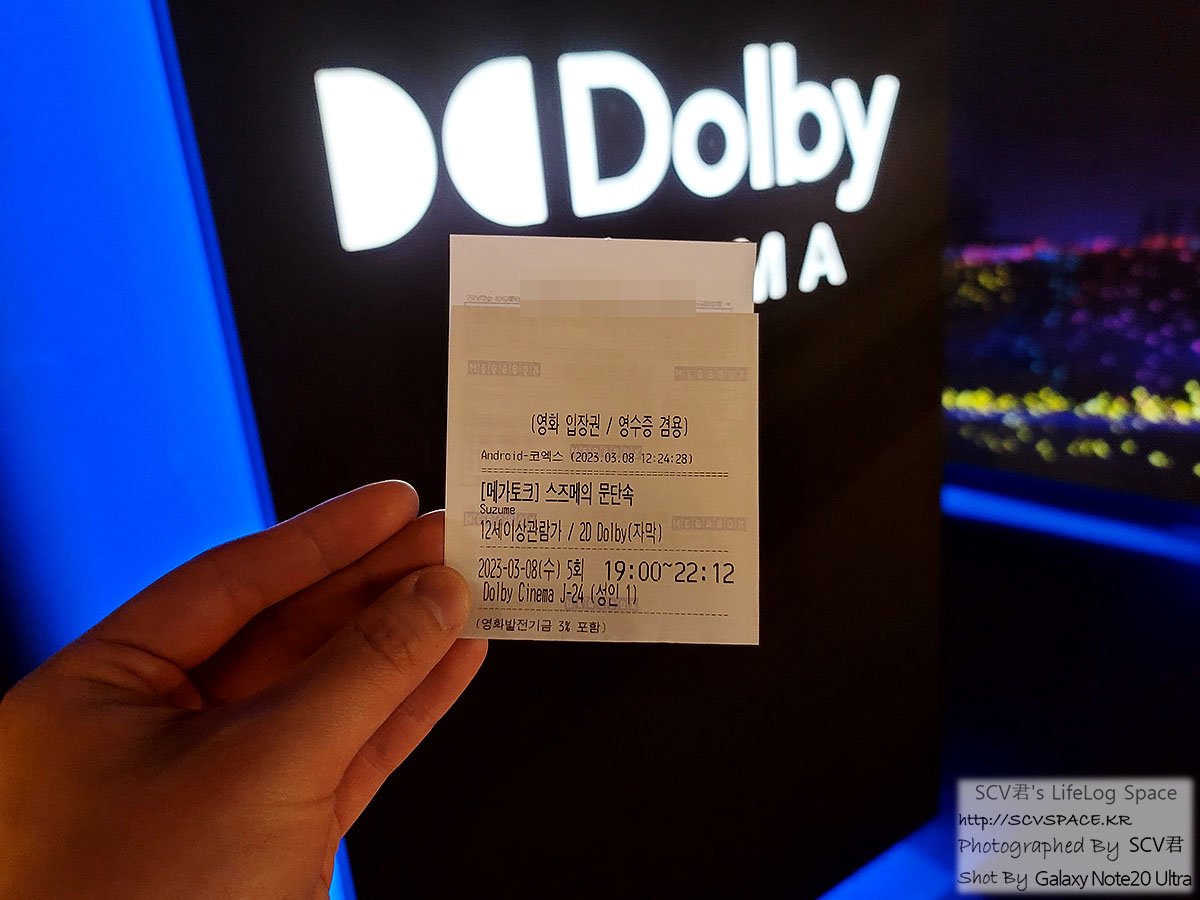 Dolby
MA
MEGABOX MEGABOX
(영화 입장권 / 영수증 겸용)
Android-코엑스 (2023.03.08 12:24:28)
[메가토크] 스즈메의 문단속
Suzume
12세이상관람가 / 2D Dolby(자막)
2023-03-08(수) 5회 19:00~22:12
Dolby Cinema J-24 (성인 1)
(영화발전기금 3% 포함)
SCV君's LifeLog Space
http://SCVSPACE.KR
Photographed By SCV君
Shot By Galaxy Note20 Ultra